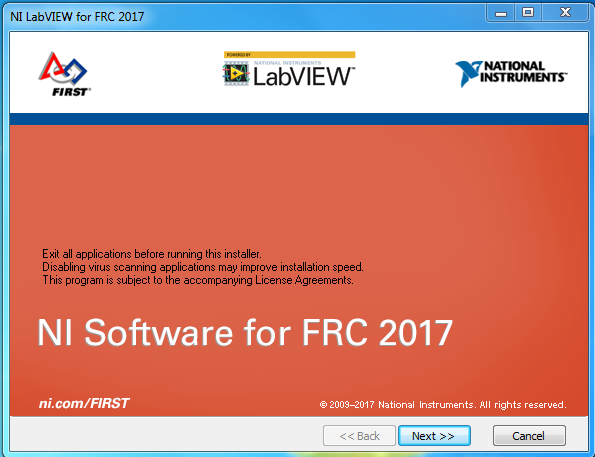 NI LabVIEW for FRC 2017
FIRST®
POWERED BY
NATIONAL INSTRUMENTS
LabVIEW™
NATIONAL
INSTRUMENTS™
Exit all applications before running this installer.
Disabling virus scanning applications may improve installation speed.
This program is subject to the accompanying License Agreements.
NI Software for FRC 2017
ni.com/FIRST
© 2009–2017 National Instruments. All rights reserved.
<< Back
Next >>
Cancel